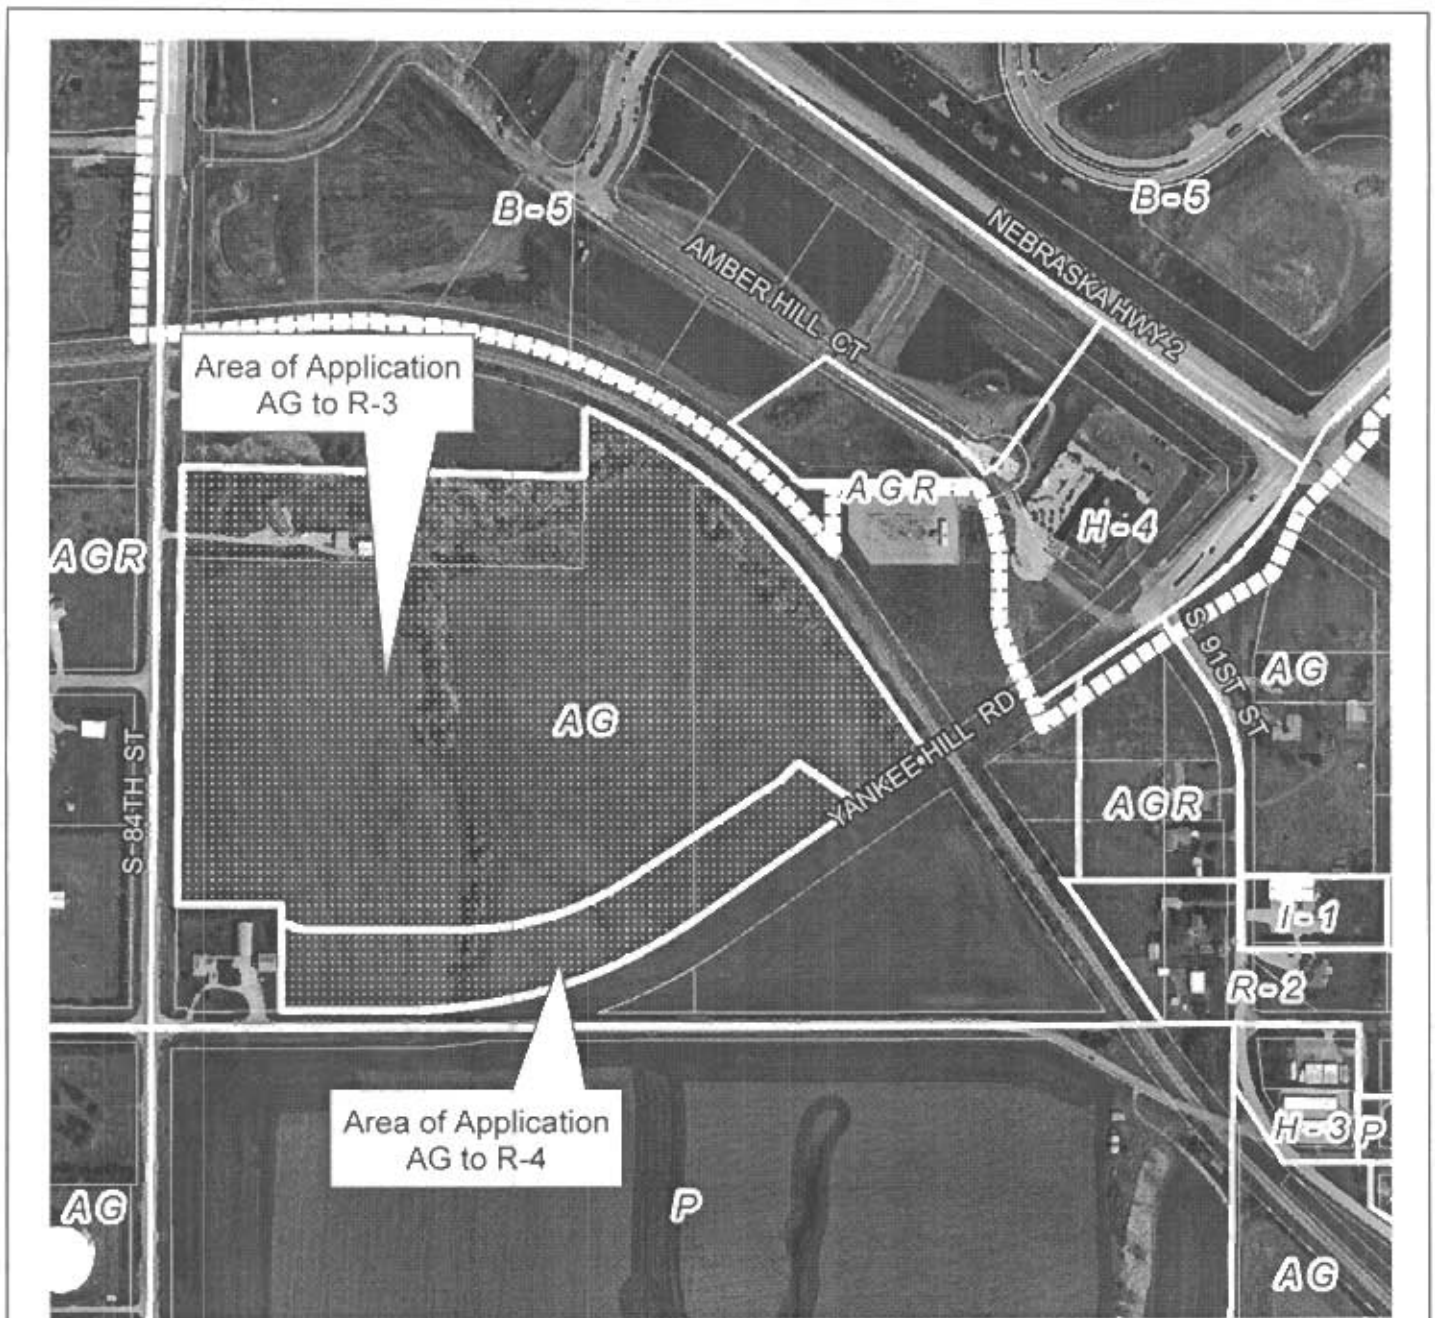 B-5
B-5
NEBRASKA HWY 2
AMBER HILL CT
Area of Application
AG to R-3
AGR
H-4
AGR
S 91ST ST
AG
AG
YANKEE HILL RD
S 84TH ST
AGR
I-1
R-2
Area of Application
AG to R-4
H-3
P
AG
P
AG